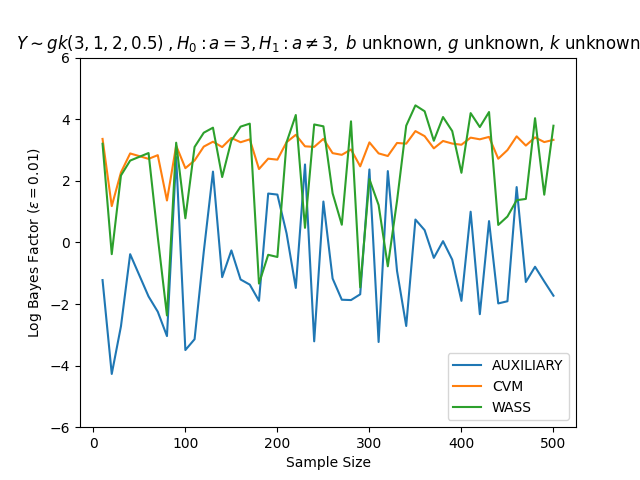 Y ∼ gk(3, 1, 2, 0.5) , H₀ : a = 3, H₁ : a ≠ 3, b unknown, g unknown, k unknown
6
4
2
0
−2
−4
−6
Log Bayes Factor (ϵ = 0.01)
AUXILIARY
CVM
WASS
0 100 200 300 400 500
Sample Size